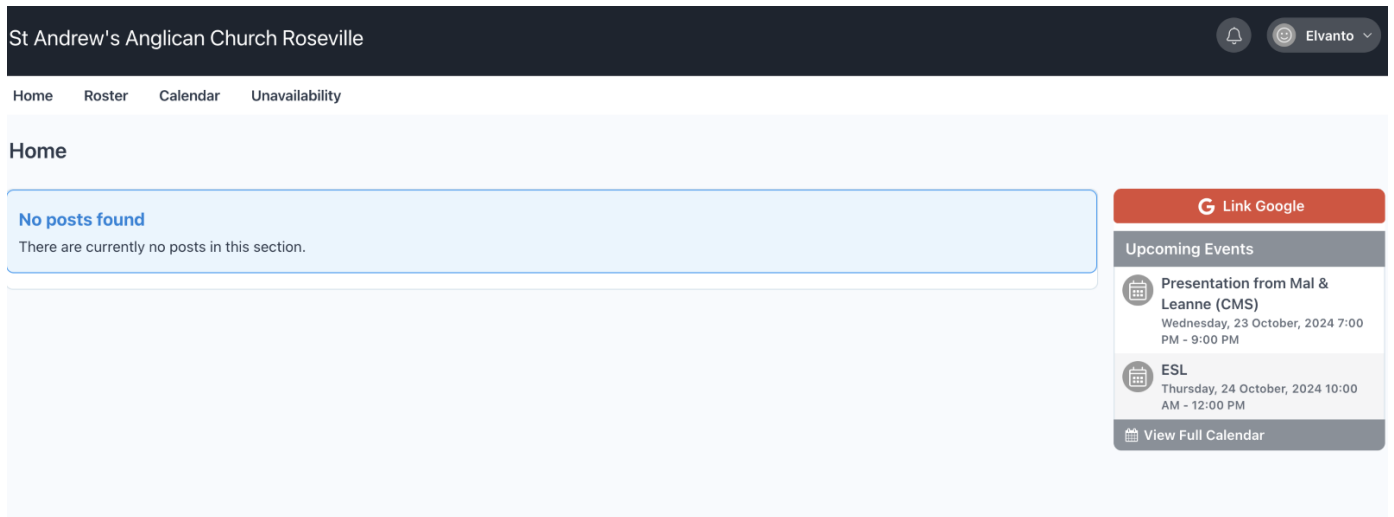 St Andrew's Anglican Church Roseville
Elvanto
Home
Roster
Calendar
Unavailability
Home
No posts found
There are currently no posts in this section.
Link Google
Upcoming Events
Presentation from Mal &
Leanne (CMS)
Wednesday, 23 October, 2024 7:00
PM - 9:00 PM
ESL
Thursday, 24 October, 2024 10:00
AM - 12:00 PM
View Full Calendar